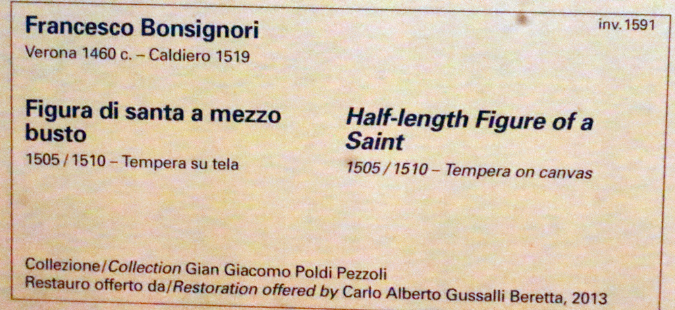 Francesco Bonsignori
inv. 1591
Verona 1460 c. – Caldiero 1519
Figura di santa a mezzo
busto
1505 / 1510 – Tempera su tela
Half-length Figure of a
Saint
1505 / 1510 – Tempera on canvas
Collezione/Collection Gian Giacomo Poldi Pezzoli
Restauro offerto da/Restoration offered by Carlo Alberto Gussalli Beretta, 2013